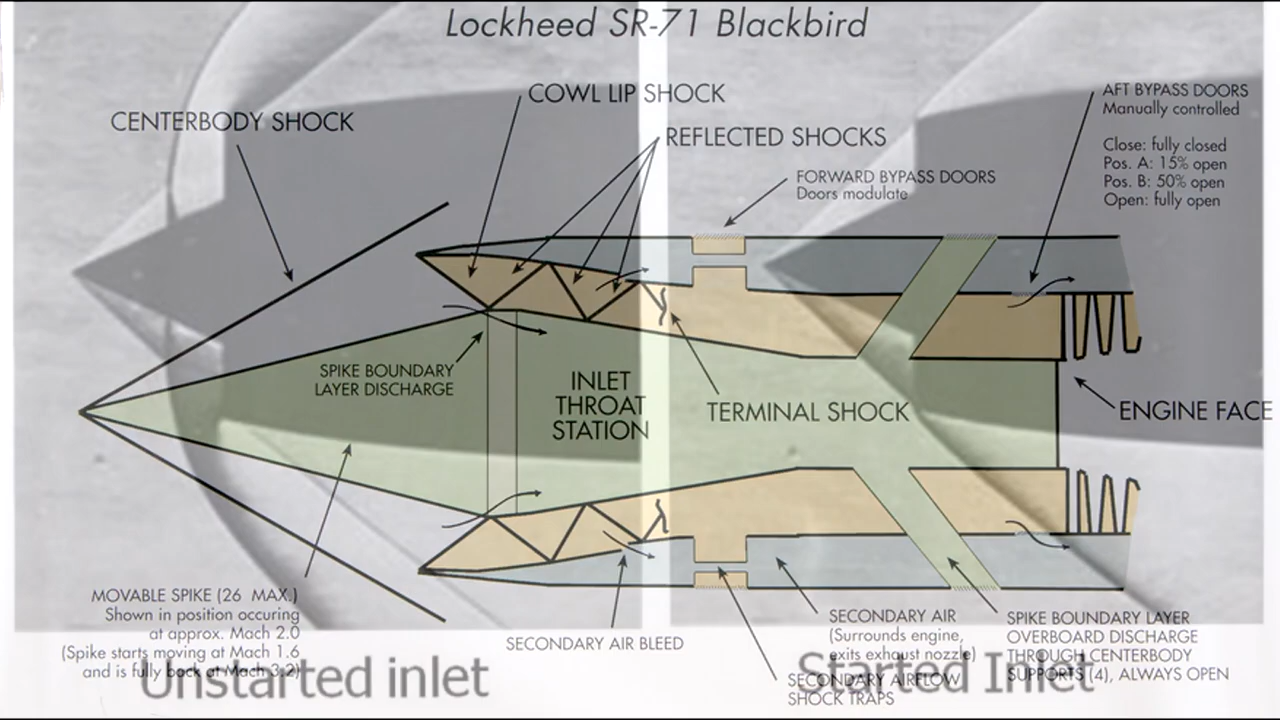 Lockheed SR-71 Blackbird
CENTERBODY SHOCK
COWL LIP SHOCK
REFLECTED SHOCKS
FORWARD BYPASS DOORS
Doors modulate
AFT BYPASS DOORS
Manually controlled
Close: fully closed
Pos. A: 15% open
Pos. B: 50% open
Open: fully open
SPIKE BOUNDARY
LAYER DISCHARGE
INLET
THROAT
STATION
TERMINAL SHOCK
ENGINE FACE
MOVABLE SPIKE (26 MAX.)
Shown in position occuring
at approx. Mach 2.0
(Spike starts moving at Mach 1.6
and is fully back at Mach 3.2)
SECONDARY AIR BLEED
SECONDARY AIR
(Surrounds engine,
exits exhaust nozzle)
SECONDARY AIRFLOW
SHOCK TRAPS
SPIKE BOUNDARY LAYER
OVERBOARD DISCHARGE
THROUGH CENTERBODY
SUPPORTS (4), ALWAYS OPEN
Unstarted inlet
Started Inlet